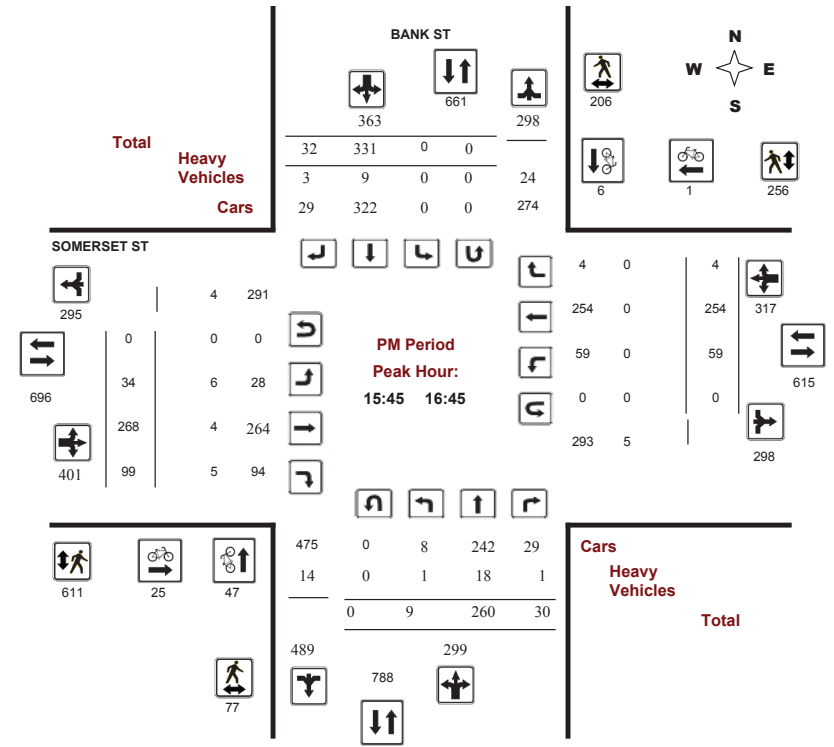 BANK ST
N
W E
S
661
206
363 298
Total 32 331 0 0
Heavy
Vehicles 3 9 0 0 24
Cars 29 322 0 0 274
6 1 256
SOMERSET ST
295 4 291
4 0 4
254 0 254 317
0 0 0
696 34 6 28
PM Period
Peak Hour:
15:45 16:45
59 0 59
615
0 0 0
268 4 264
401 99 5 94
293 5 298
475 0 8 242 29 Cars
14 0 1 18 1 Heavy
Vehicles
0 9 260 30 Total
611 25 47
489 299
788
77